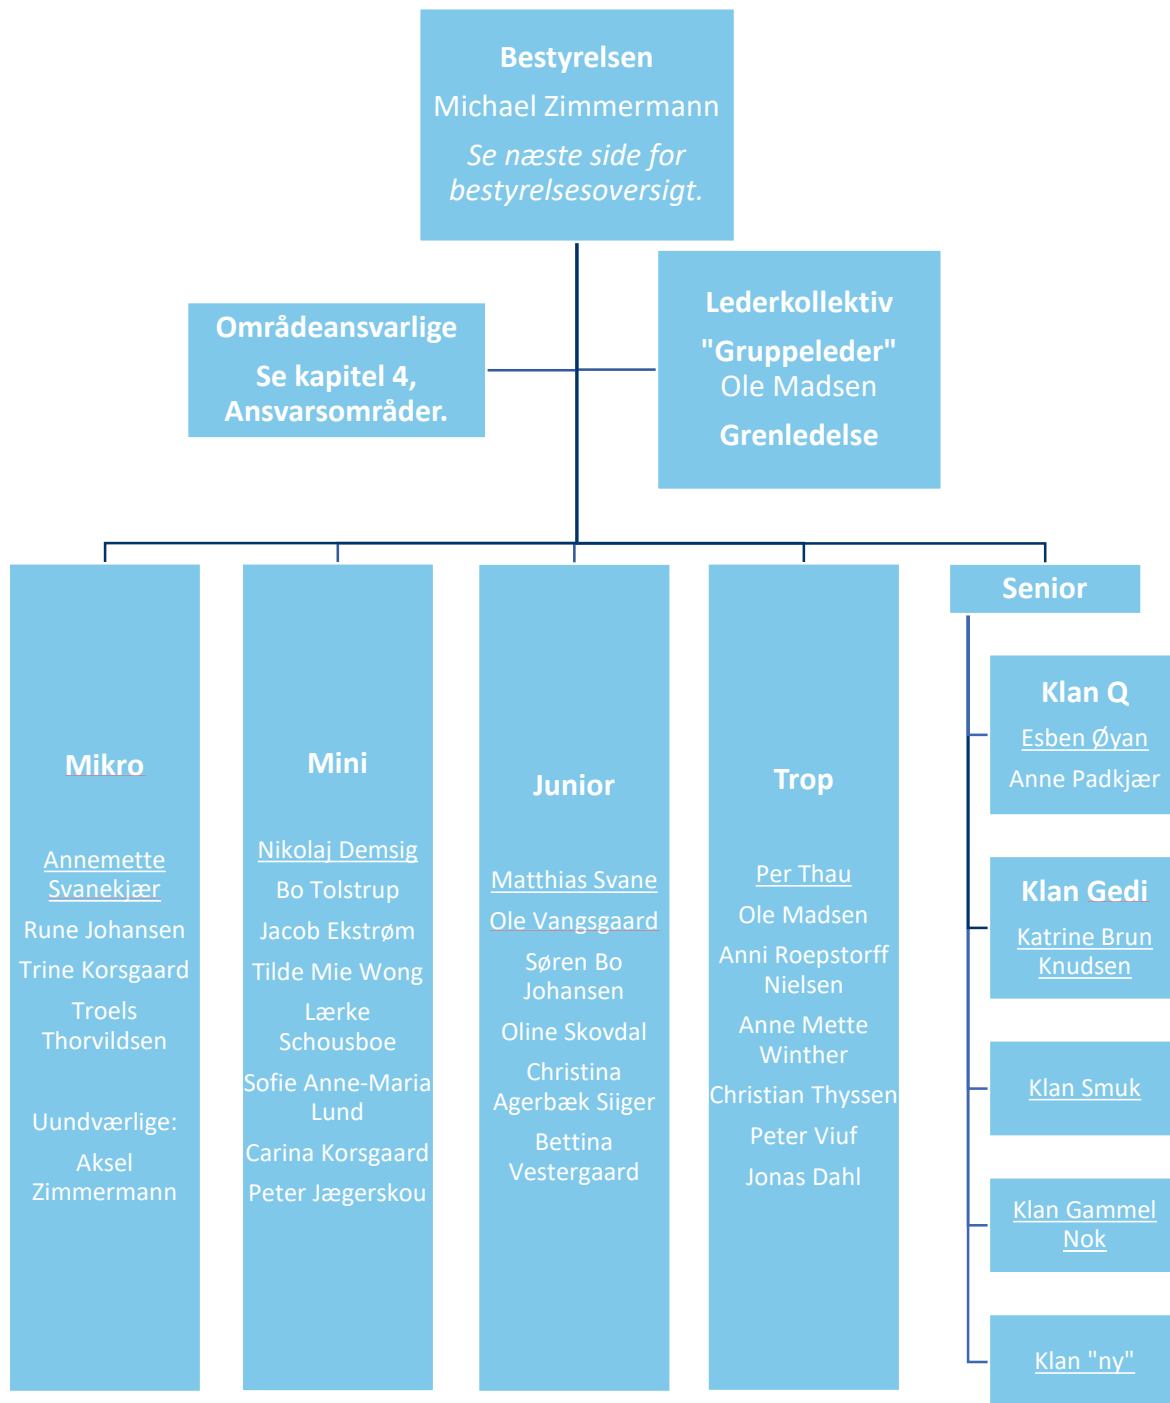 Bestyrelsen
Michael Zimmermann
Se næste side for
bestyrelsesoversigt.
Områdeansvarlige
Se kapitel 4,
Ansvarsområder.
Lederkollektiv
"Gruppeleder"
Ole Madsen
Grenledelse
Mikro
Annemette
Svanekjær
Rune Johansen
Trine Korsgaard
Troels
Thorvildsen
Uundværlige:
Aksel
Zimmermann
Mini
Nikolaj Demsig
Bo Tolstrup
Jacob Ekstrøm
Tilde Mie Wong
Lærke
Schousboe
Sofie Anne-Maria
Lund
Carina Korsgaard
Peter Jægerskou
Junior
Matthias Svane
Ole Vangsgaard
Søren Bo
Johansen
Oline Skovdal
Christina
Agerbæk Siiger
Bettina
Vestergaard
Trop
Per Thau
Ole Madsen
Anni Roepstorff
Nielsen
Anne Mette
Winther
Christian Thyssen
Peter Viuf
Jonas Dahl
Senior
Klan Q
Esben Øyan
Anne Padkjær
Klan Gedi
Katrine Brun
Knudsen
Klan Smuk
Klan Gammel
Nok
Klan "ny"